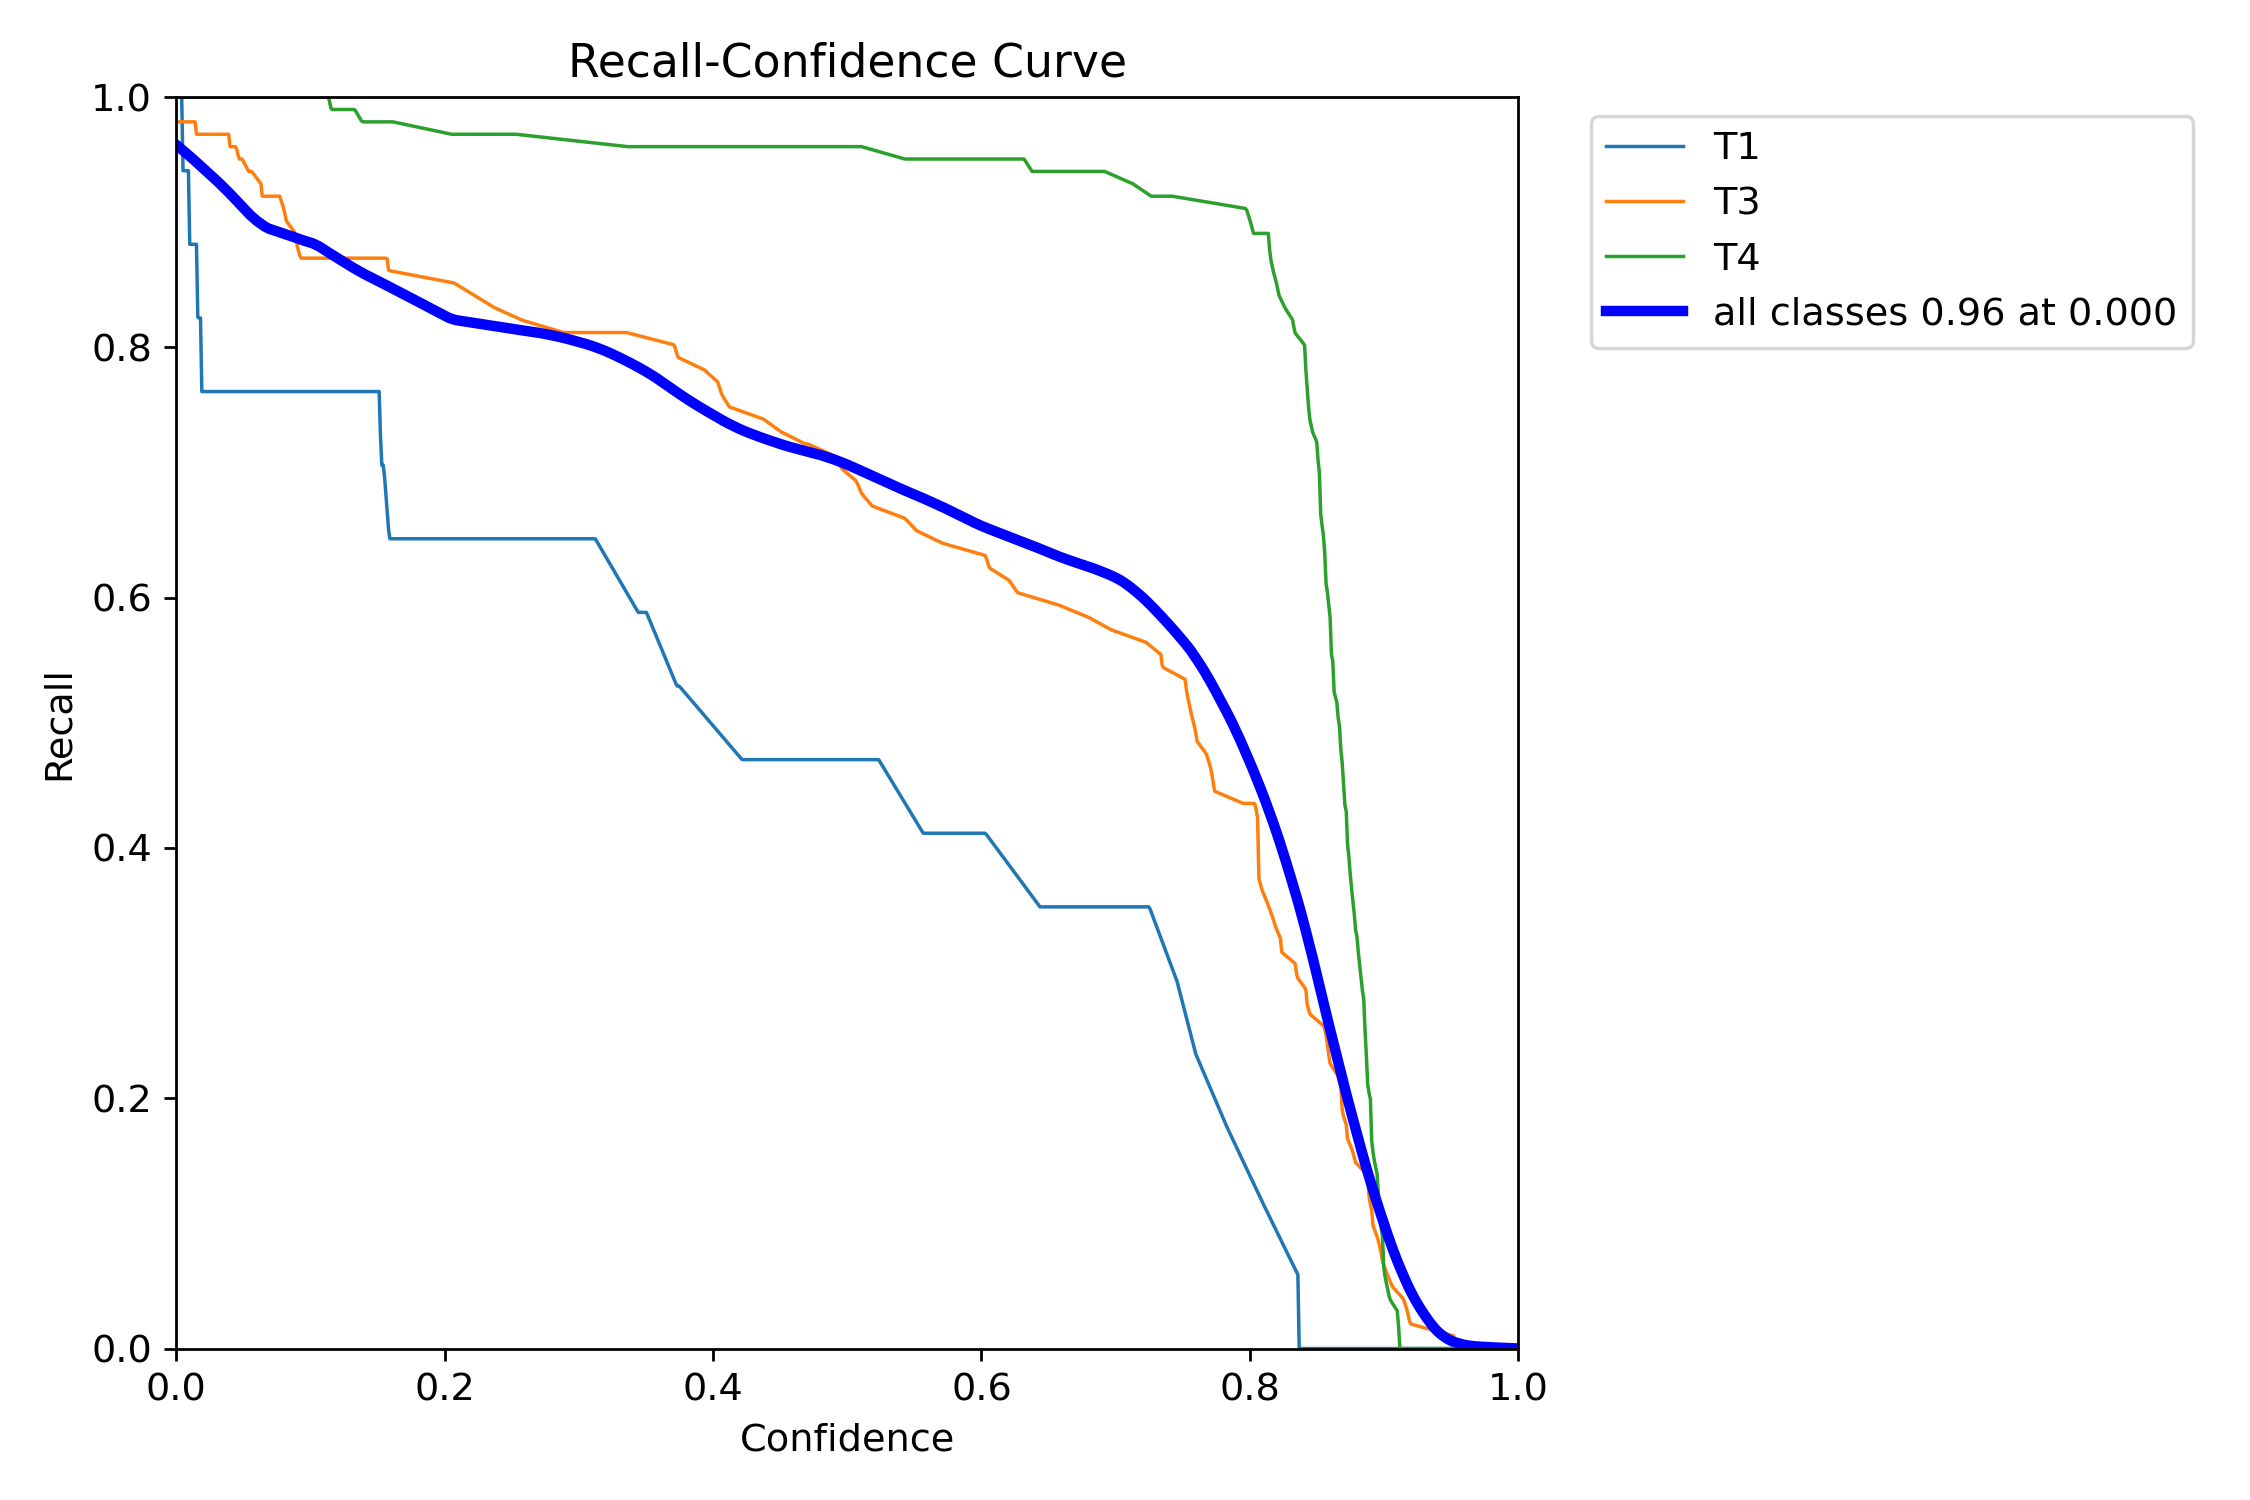 Recall-Confidence Curve
1.0
0.8
0.6
0.4
0.2
0.0
Recall
0.0 0.2 0.4 0.6 0.8 1.0
Confidence
T1
T3
T4
all classes 0.96 at 0.000